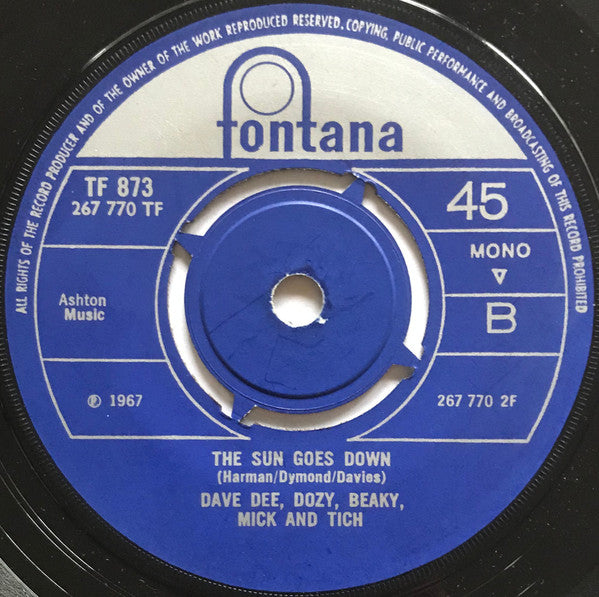 ALL RIGHTS OF THE RECORD PRODUCER AND OF THE OWNER OF THE WORK REPRODUCED RESERVED. COPYING, PUBLIC PERFORMANCE AND BROADCASTING OF THIS RECORD PROHIBITED
fontana
TF 873
267 770 TF
45
MONO
Ashton
Music
B
℗ 1967
267 770 2F
THE SUN GOES DOWN
(Harman/Dymond/Davies)
DAVE DEE, DOZY, BEAKY,
MICK AND TICH